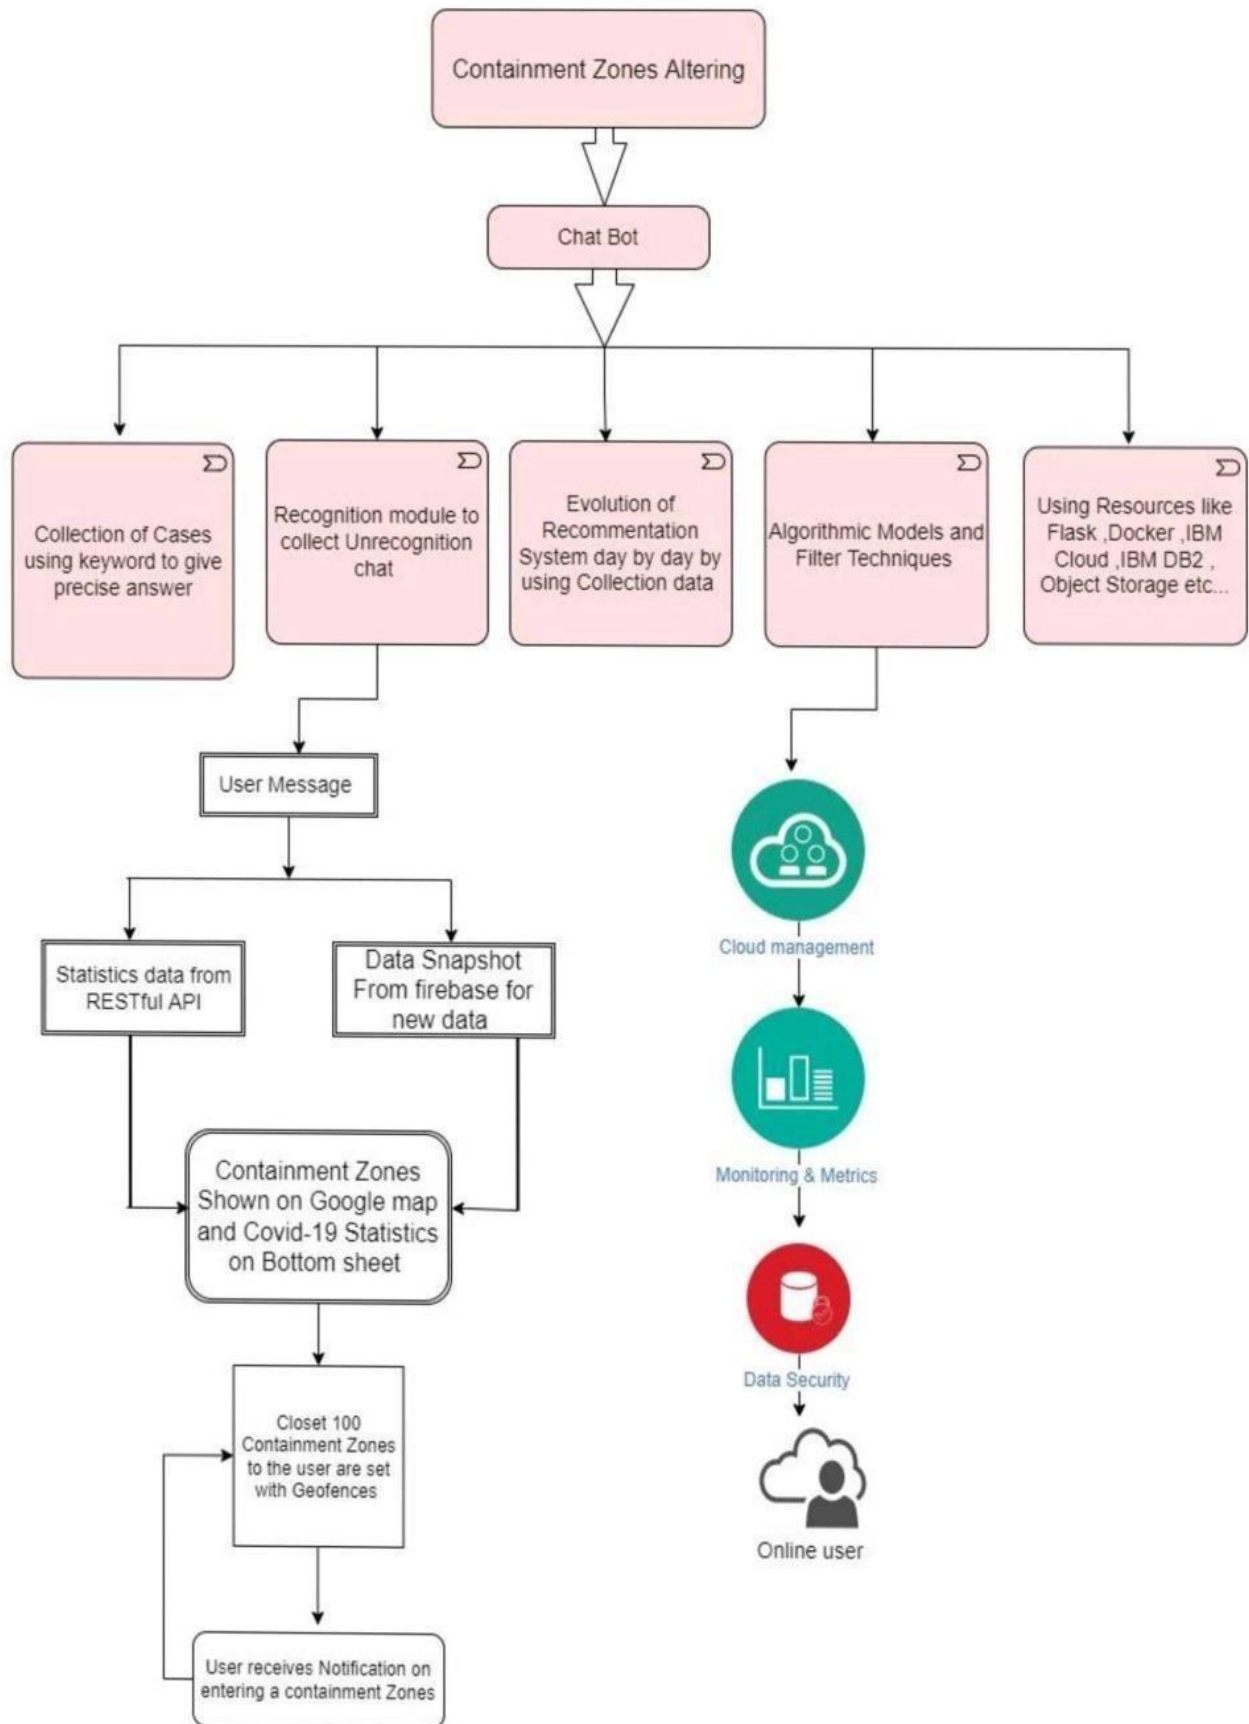 Containment Zones Altering
Chat Bot
Collection of Cases
using keyword to give
precise answer
Recognition module to
collect Unrecognition
chat
Evolution of
Recommentation
System day by day by
using Collection data
Algorithmic Models and
Filter Techniques
Using Resources like
Flask ,Docker ,IBM
Cloud ,IBM DB2 ,
Object Storage etc...
User Message
Statistics data from
RESTful API
Data Snapshot
From firebase for
new data
Containment Zones
Shown on Google map
and Covid-19 Statistics
on Bottom sheet
Closet 100
Containment Zones
to the user are set
with Geofences
User receives Notification on
entering a containment Zones
Cloud management
Monitoring & Metrics
Data Security
Online user